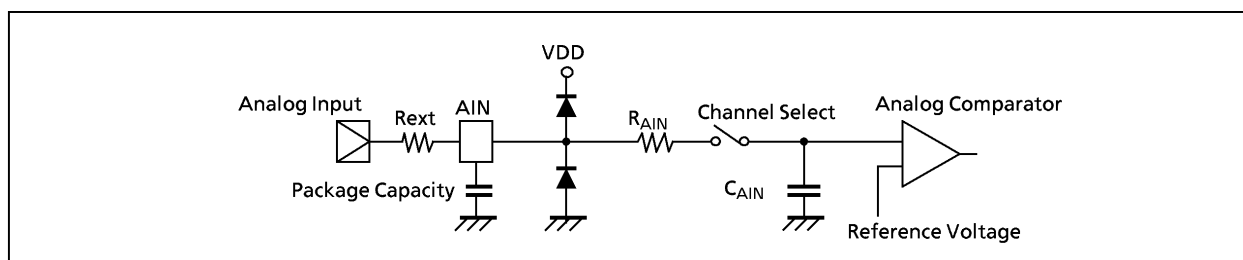 VDD
Analog Input
Rext
AIN
RAIN
Channel Select
Analog Comparator
Package Capacity
CAIN
Reference Voltage